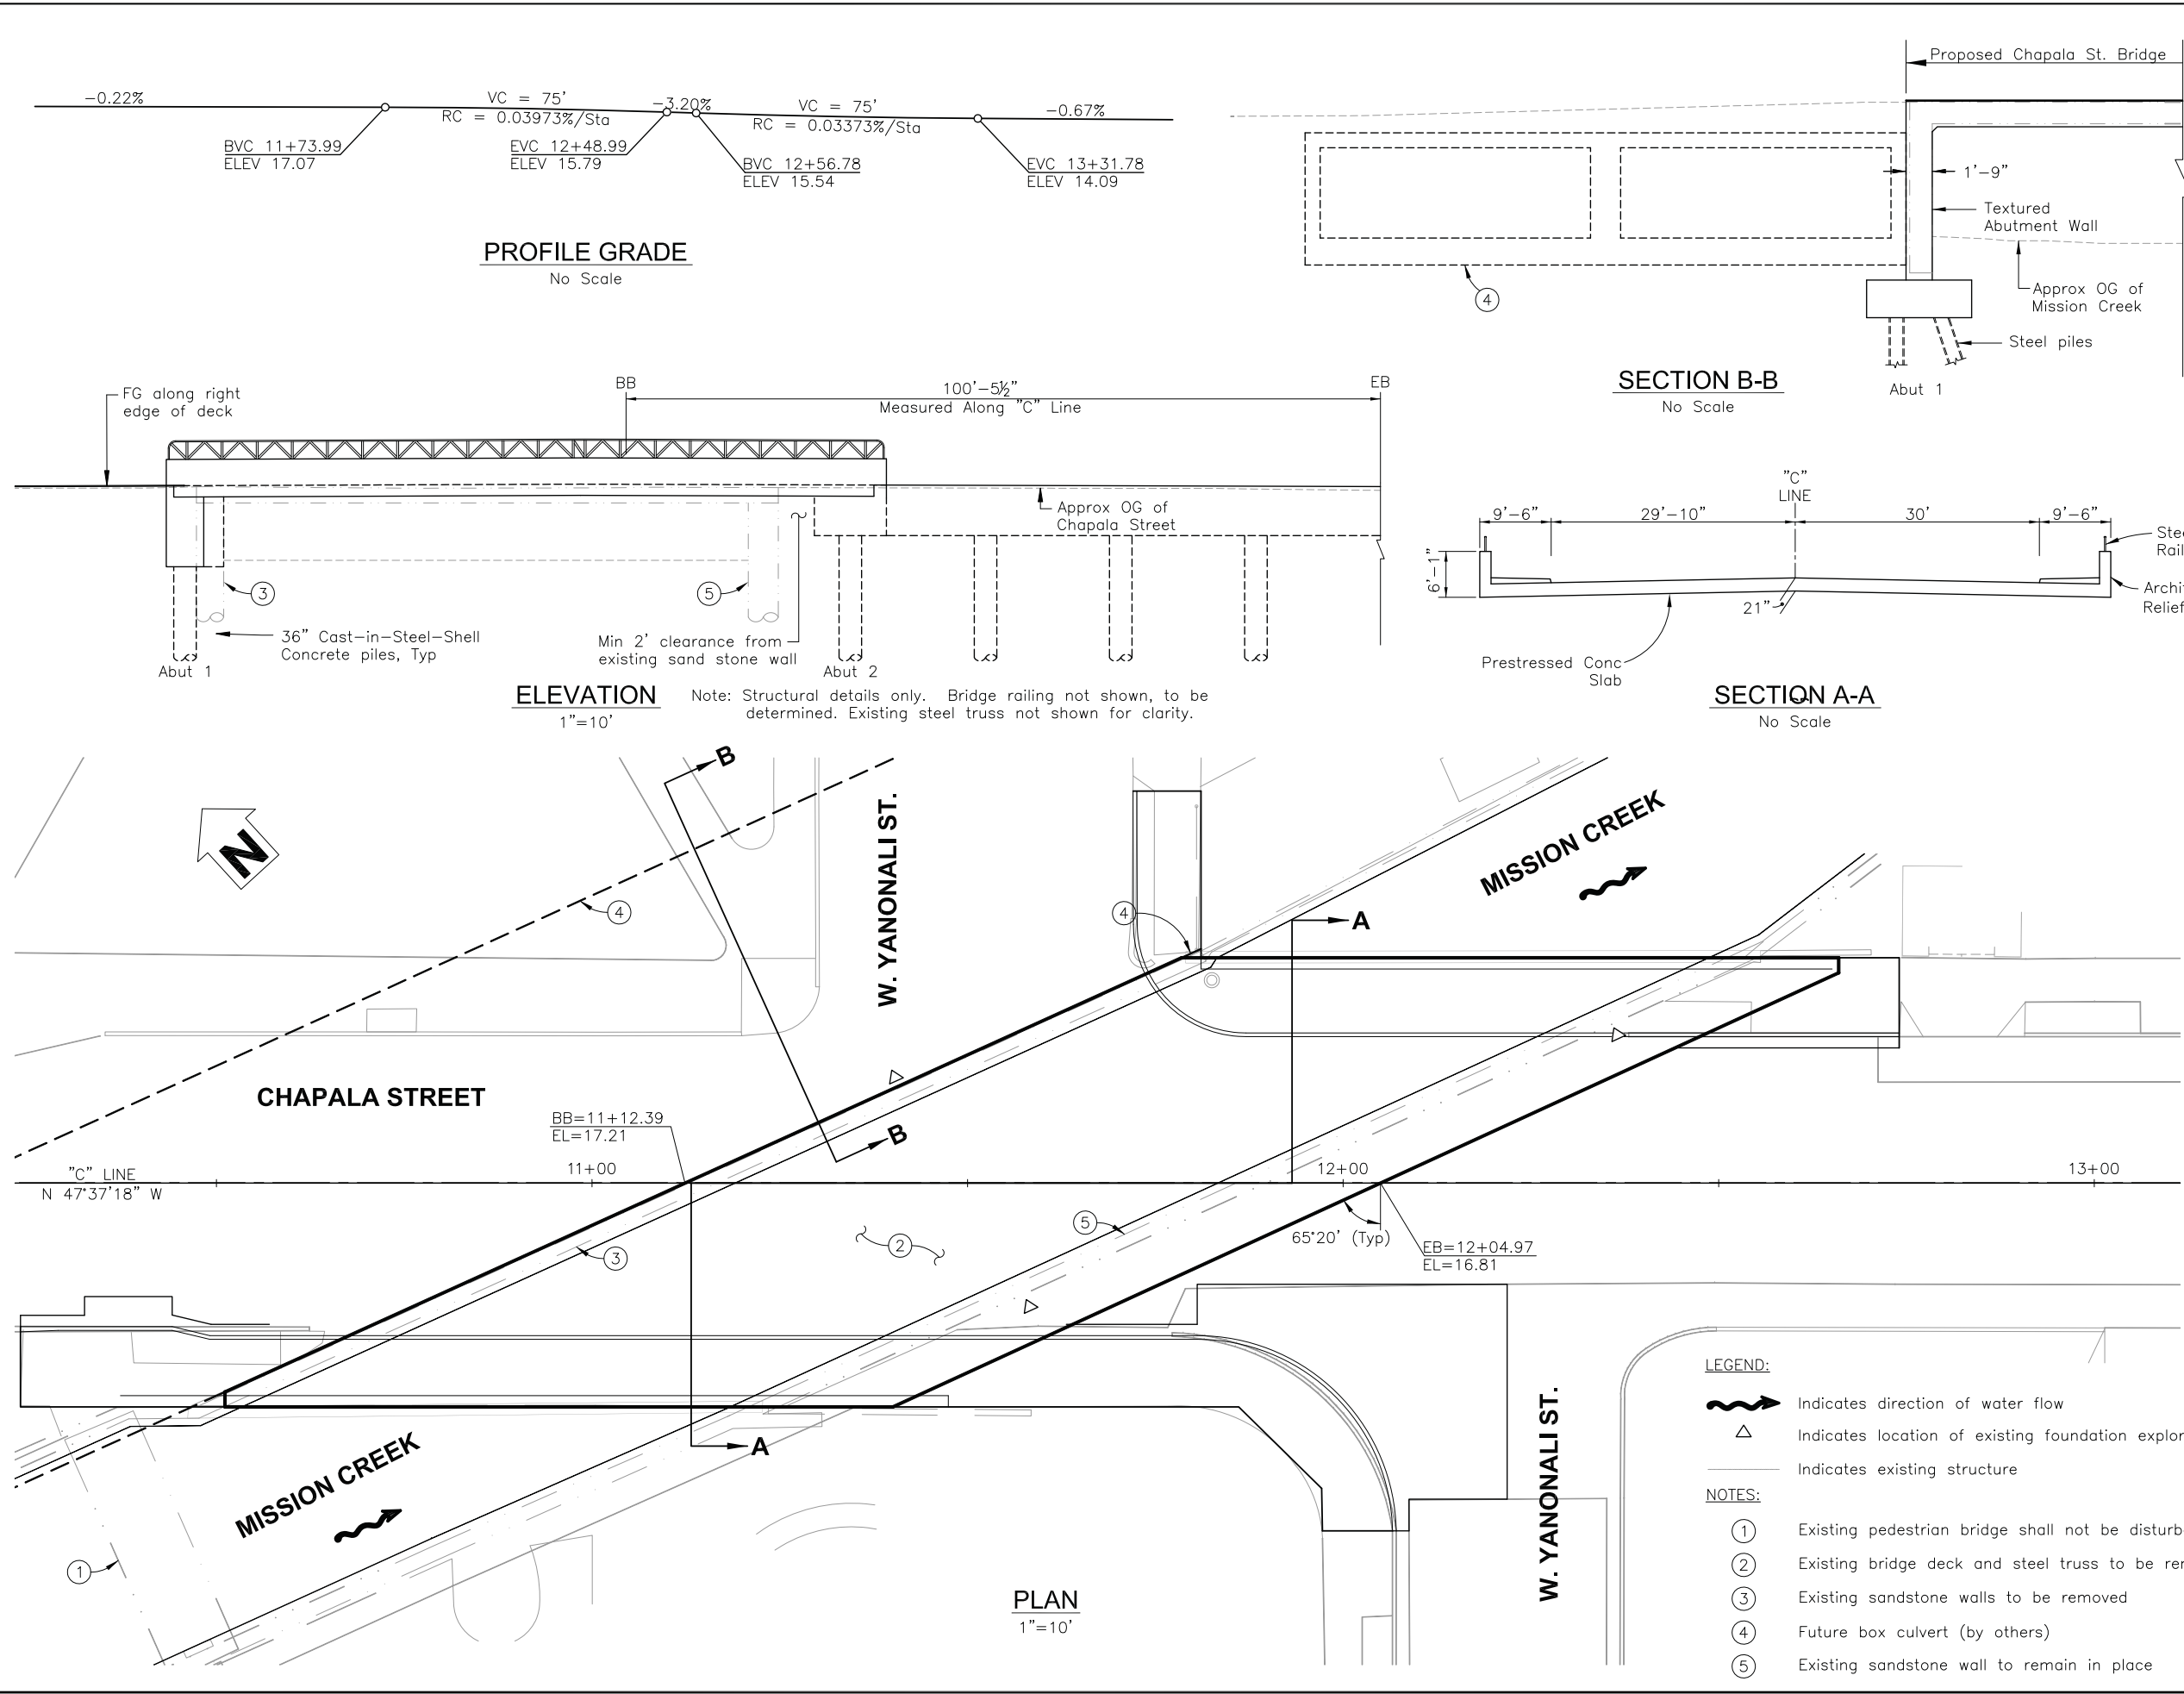 -0.22%
VC = 75'
RC = 0.03973%/Sta
-3.20%
VC = 75'
RC = 0.03373%/Sta
-0.67%
BVC 11+73.99
ELEV 17.07
EVC 12+48.99
ELEV 15.79
BVC 12+56.78
ELEV 15.54
EVC 13+31.78
ELEV 14.09
PROFILE GRADE
No Scale
Proposed Chapala St. Bridge
1'-9"
Textured
Abutment Wall
4
Approx OG of
Mission Creek
Steel piles
Abut 1
SECTION B-B
No Scale
FG along right
edge of deck
BB
100'-5½"
Measured Along "C" Line
EB
Approx OG of
Chapala Street
3
5
36" Cast-in-Steel-Shell
Concrete piles, Typ
Min 2' clearance from
existing sand stone wall
Abut 1
Abut 2
ELEVATION
1"=10'
Note: Structural details only. Bridge railing not shown, to be
determined. Existing steel truss not shown for clarity.
"C"
LINE
9'-6"
29'-10"
30'
9'-6"
6'-1"
21"
Prestressed Conc
Slab
SECTION A-A
No Scale
B
N
W. YANONALI ST.
MISSION CREEK
4
4
A
CHAPALA STREET
BB=11+12.39
EL=17.21
B
"C" LINE
N 47°37'18" W
11+00
12+00
13+00
3
2
5
65°20' (Typ)
EB=12+04.97
EL=16.81
A
MISSION CREEK
1
W. YANONALI ST.
PLAN
1"=10'
LEGEND:
Indicates direction of water flow
Indicates location of existing foundation
Indicates existing structure
NOTES:
1 Existing pedestrian bridge shall not be
2 Existing bridge deck and steel truss to be
3 Existing sandstone walls to be removed
4 Future box culvert (by others)
5 Existing sandstone wall to remain in place